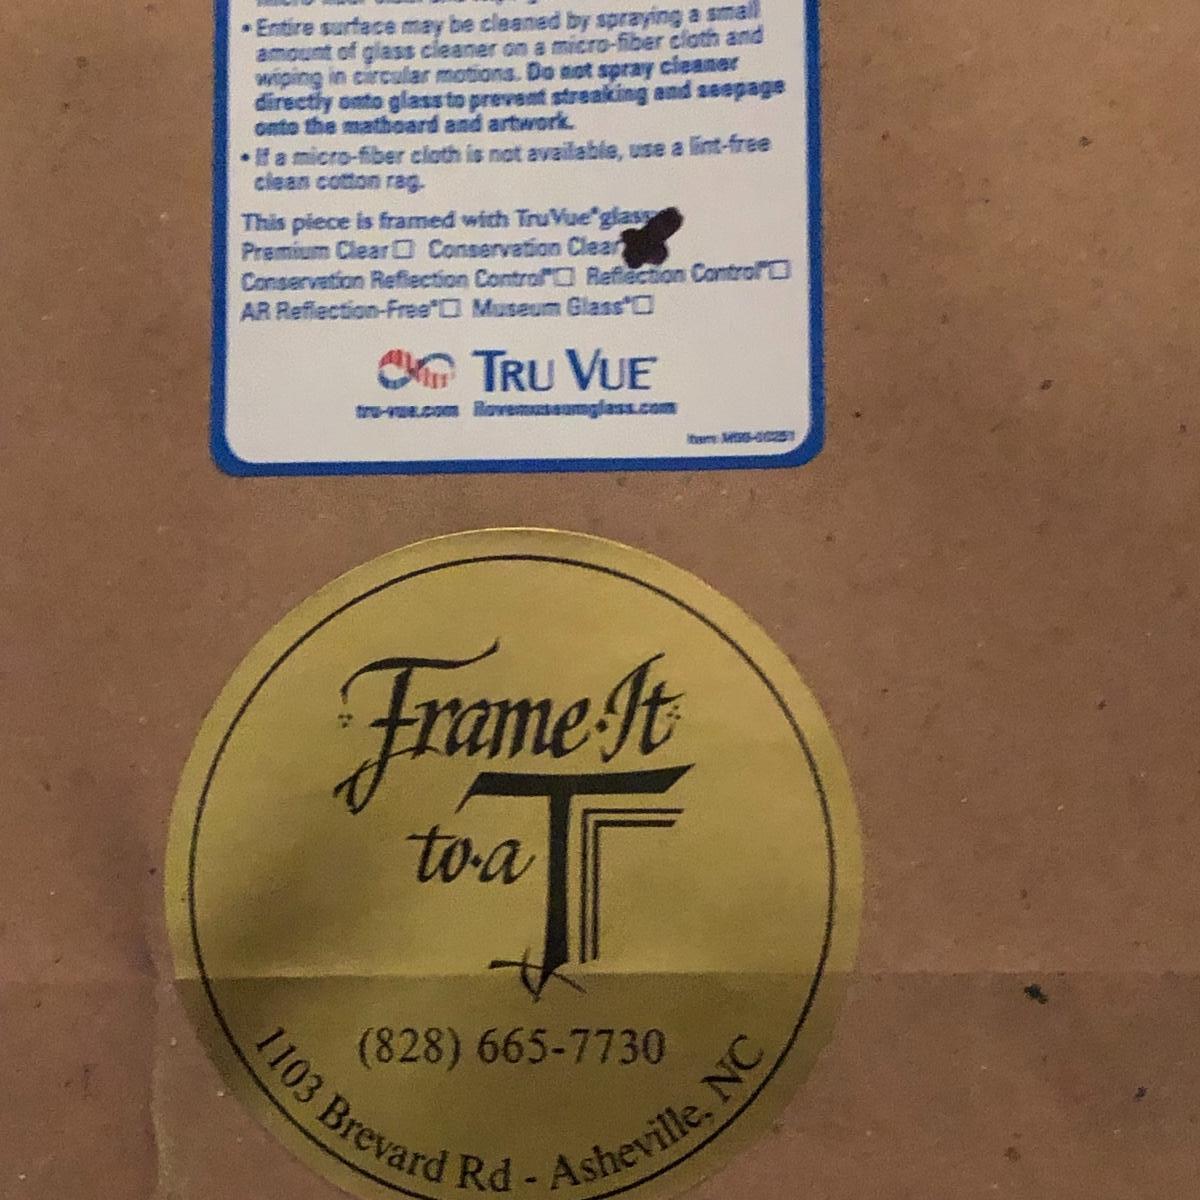 • Entire surface may be cleaned by spraying a small
amount of glass cleaner on a micro-fiber cloth and
wiping in circular motions. Do not spray cleaner
directly onto glass to prevent streaking and seepage
onto the matboard and artwork.
• If a micro-fiber cloth is not available, use a lint-free
clean cotton rag.
This piece is framed with Tru Vue® glass
Premium Clear☐ Conservation Clear
Conservation Reflection Control®☐ Reflection Control®☐
AR Reflection-Free®☐ Museum Glass®☐
TRU VUE
tru-vue.com ilovemuseumglass.com
Item:
Frame·It
to·a T
(828) 665-7730
1103 Brevard Rd - Asheville, NC